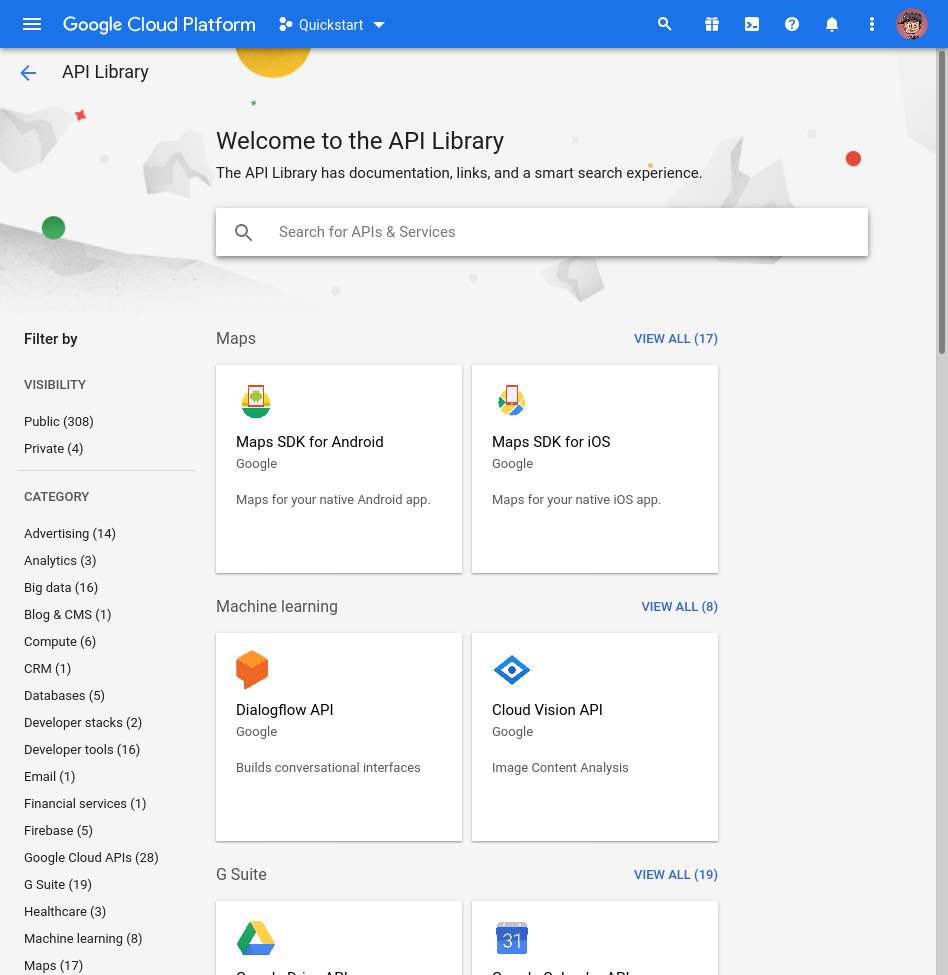 Google Cloud Platform
Quickstart
API Library
Welcome to the API Library
The API Library has documentation, links, and a smart search experience.
Search for APIs & Services
Filter by
VISIBILITY
Public (308)
Private (4)
CATEGORY
Advertising (14)
Analytics (3)
Big data (16)
Blog & CMS (1)
Compute (6)
CRM (1)
Databases (5)
Developer stacks (2)
Developer tools (16)
Email (1)
Financial services (1)
Firebase (5)
Google Cloud APIs (28)
G Suite (19)
Healthcare (3)
Machine learning (8)
Maps (17)
Maps
VIEW ALL (17)
Maps SDK for Android
Google
Maps for your native Android app.
Maps SDK for iOS
Google
Maps for your native iOS app.
Machine learning
VIEW ALL (8)
Dialogflow API
Google
Builds conversational interfaces
Cloud Vision API
Google
Image Content Analysis
G Suite
VIEW ALL (19)
Google Drive API
31
Google Calendar API